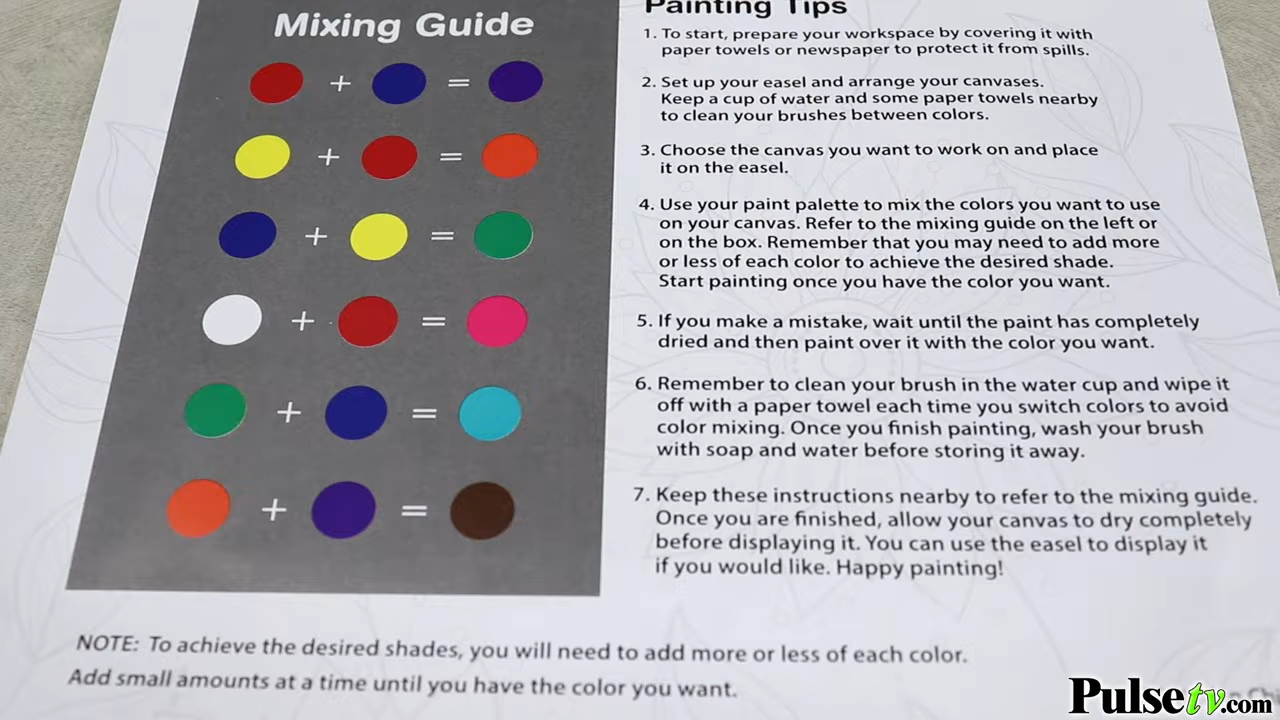 Mixing Guide
+ =
+ =
+ =
+ =
+ =
+ =
Painting Tips
1. To start, prepare your workspace by covering it with
paper towels or newspaper to protect it from spills.
2. Set up your easel and arrange your canvases.
Keep a cup of water and some paper towels nearby
to clean your brushes between colors.
3. Choose the canvas you want to work on and place
it on the easel.
4. Use your paint palette to mix the colors you want to use
on your canvas. Refer to the mixing guide on the left or
on the box. Remember that you may need to add more
or less of each color to achieve the desired shade.
Start painting once you have the color you want.
5. If you make a mistake, wait until the paint has completely
dried and then paint over it with the color you want.
6. Remember to clean your brush in the water cup and wipe it
off with a paper towel each time you switch colors to avoid
color mixing. Once you finish painting, wash your brush
with soap and water before storing it away.
7. Keep these instructions nearby to refer to the mixing guide.
Once you are finished, allow your canvas to dry completely
before displaying it. You can use the easel to display it
if you would like. Happy painting!
NOTE: To achieve the desired shades, you will need to add more or less of each color.
Add small amounts at a time until you have the color you want.
Pulsetv.com